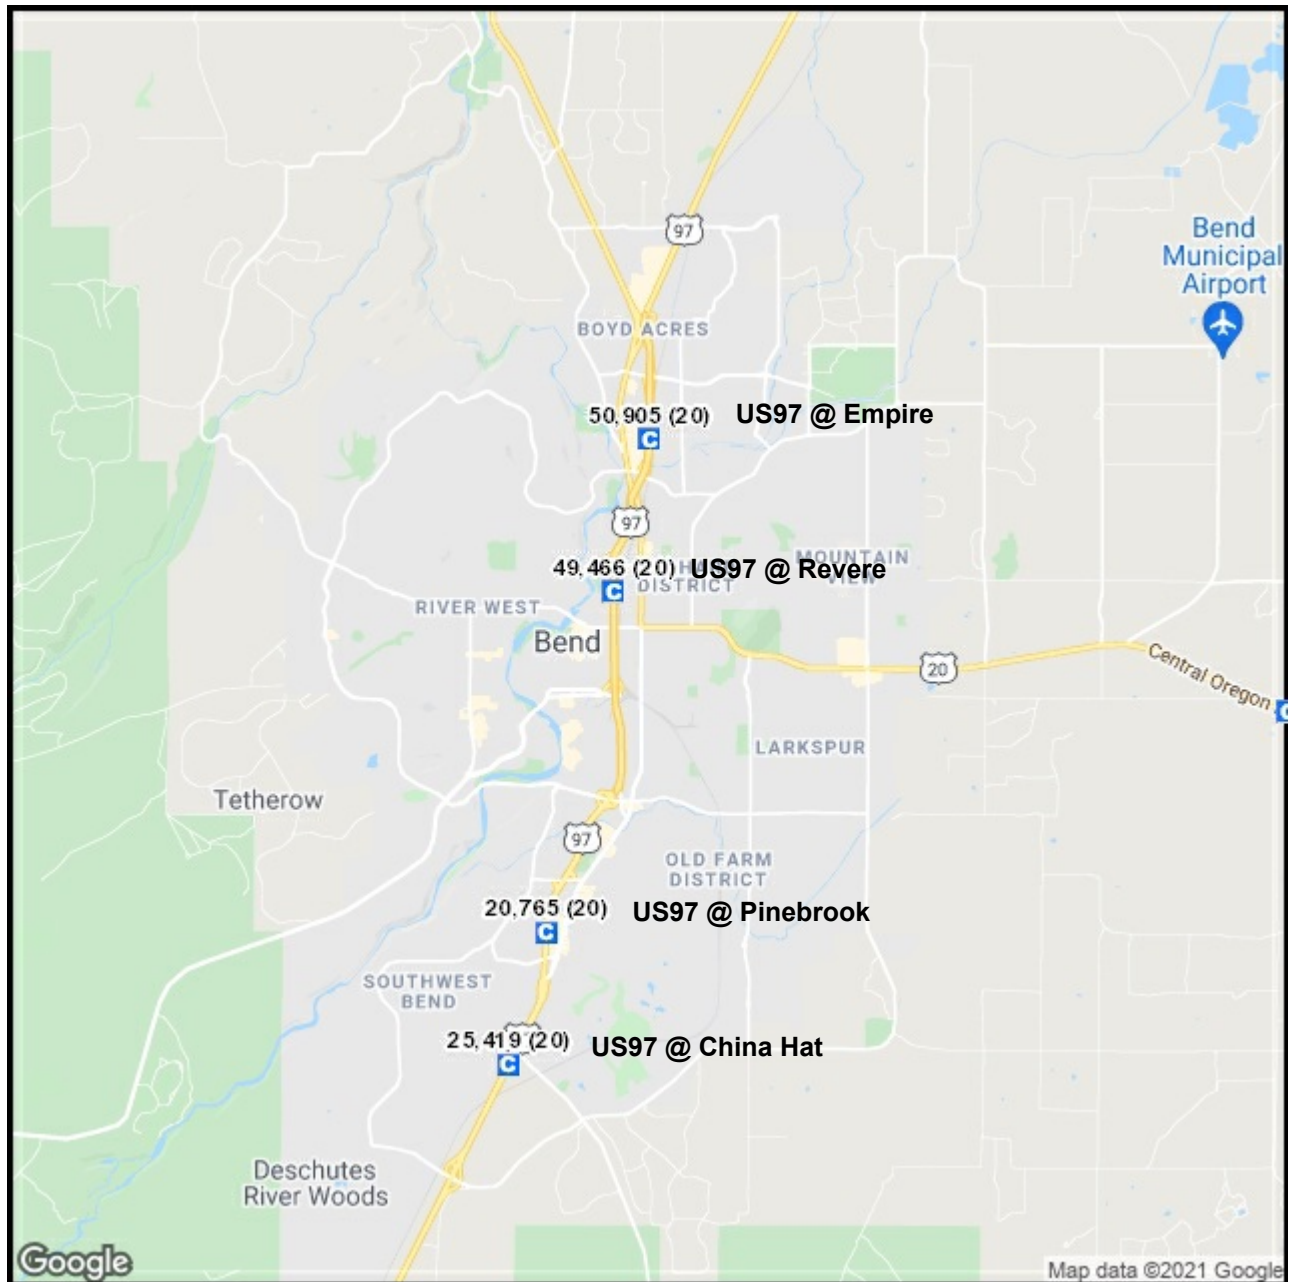 97
Bend
Municipal
Airport
BOYD ACRES
50,905 (20)
US97 @ Empire
C
97
49,466 (20)
US97 @ Revere
C
DISTRICT
MOUNTAIN
RIVER WEST
Bend
20
Central Oregon
C
LARKSPUR
Tetherow
97
OLD FARM
DISTRICT
20,765 (20)
US97 @ Pinebrook
C
SOUTHWEST
BEND
25,419 (20)
US97 @ China Hat
C
Deschutes
River Woods
Google
Map data ©2021 Google